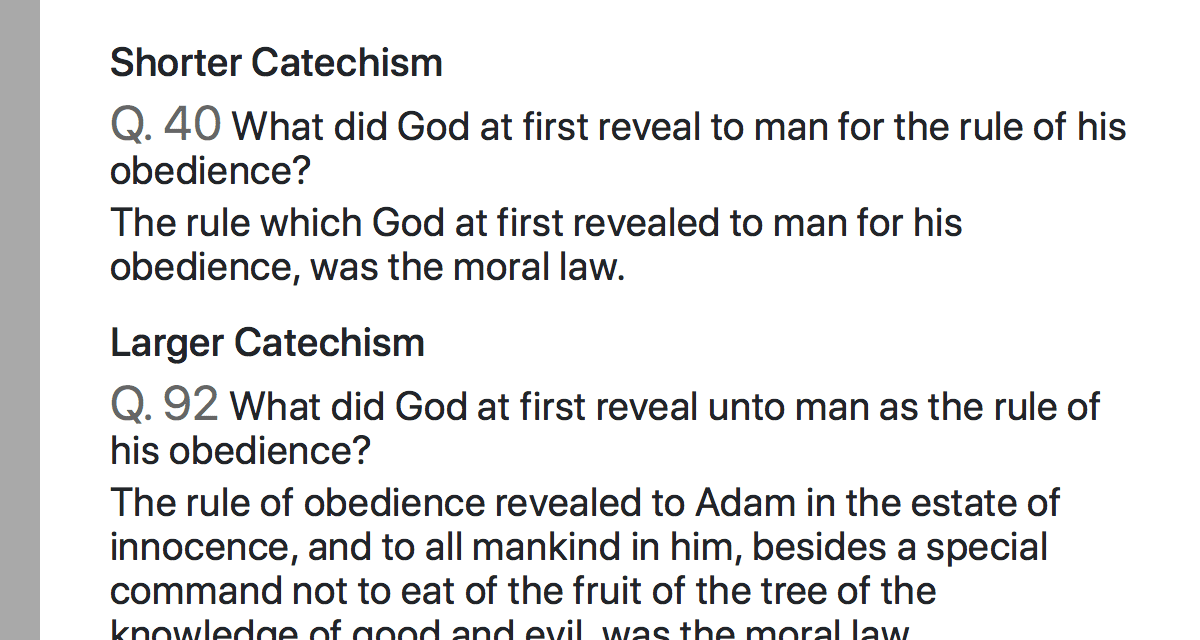 Shorter Catechism
Q. 40 What did God at first reveal to man for the rule of his
obedience?
The rule which God at first revealed to man for his
obedience, was the moral law.
Larger Catechism
Q. 92 What did God at first reveal unto man as the rule of
his obedience?
The rule of obedience revealed to Adam in the estate of
innocence, and to all mankind in him, besides a special
command not to eat of the fruit of the tree of the
knowledge of good and evil, was the moral law.